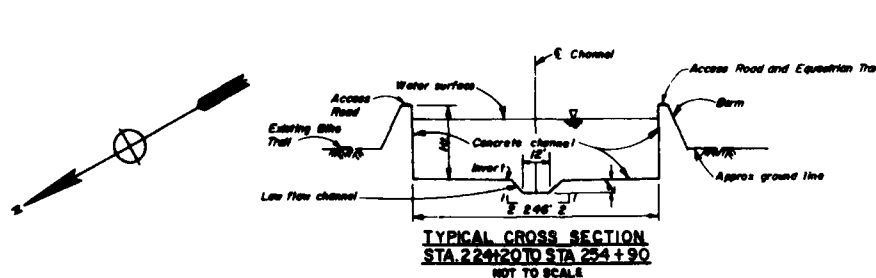 ℄ Channel
Access Road and Equestrian Tra
Water surface
Access
Road
Berm
Existing Bike
Trail
Concrete channel
Ht
12'
Invert
Approx ground line
Low flow channel
1 1
2 246' 2
N
TYPICAL CROSS SECTION
STA. 224+20 TO STA 254+90
NOT TO SCALE